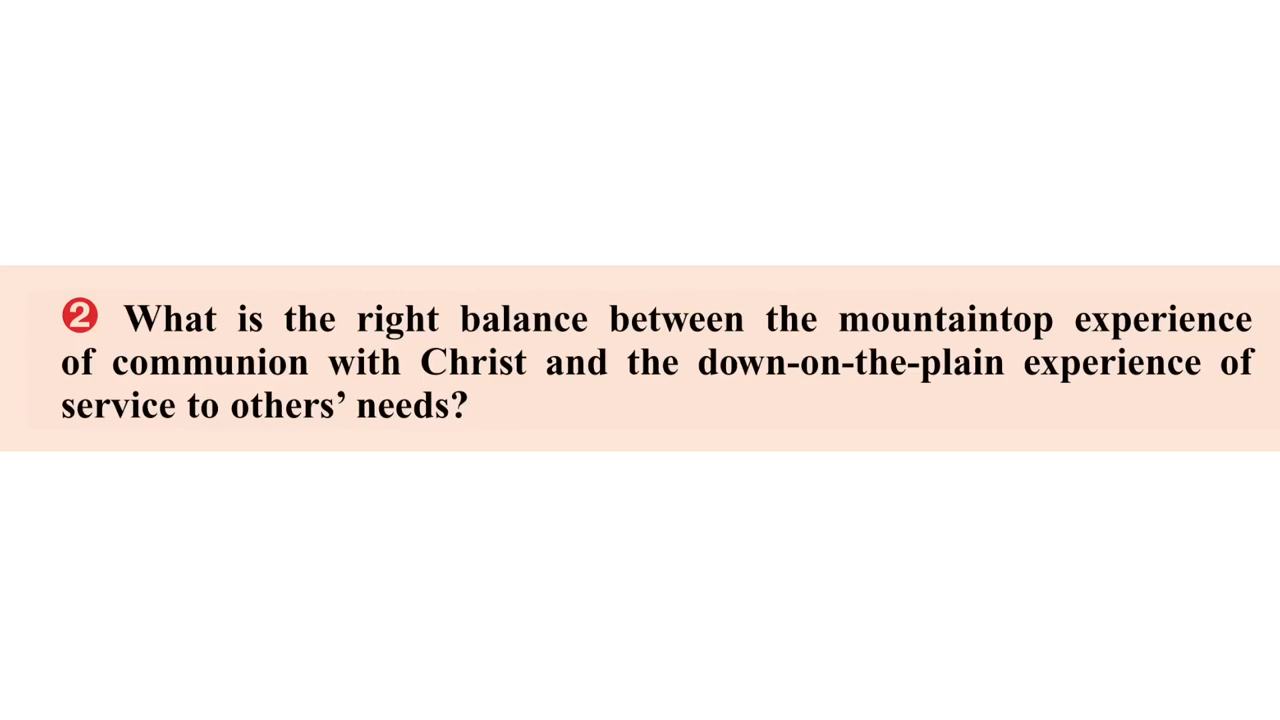 ❷ What is the right balance between the mountaintop experience
of communion with Christ and the down-on-the-plain experience of
service to others’ needs?